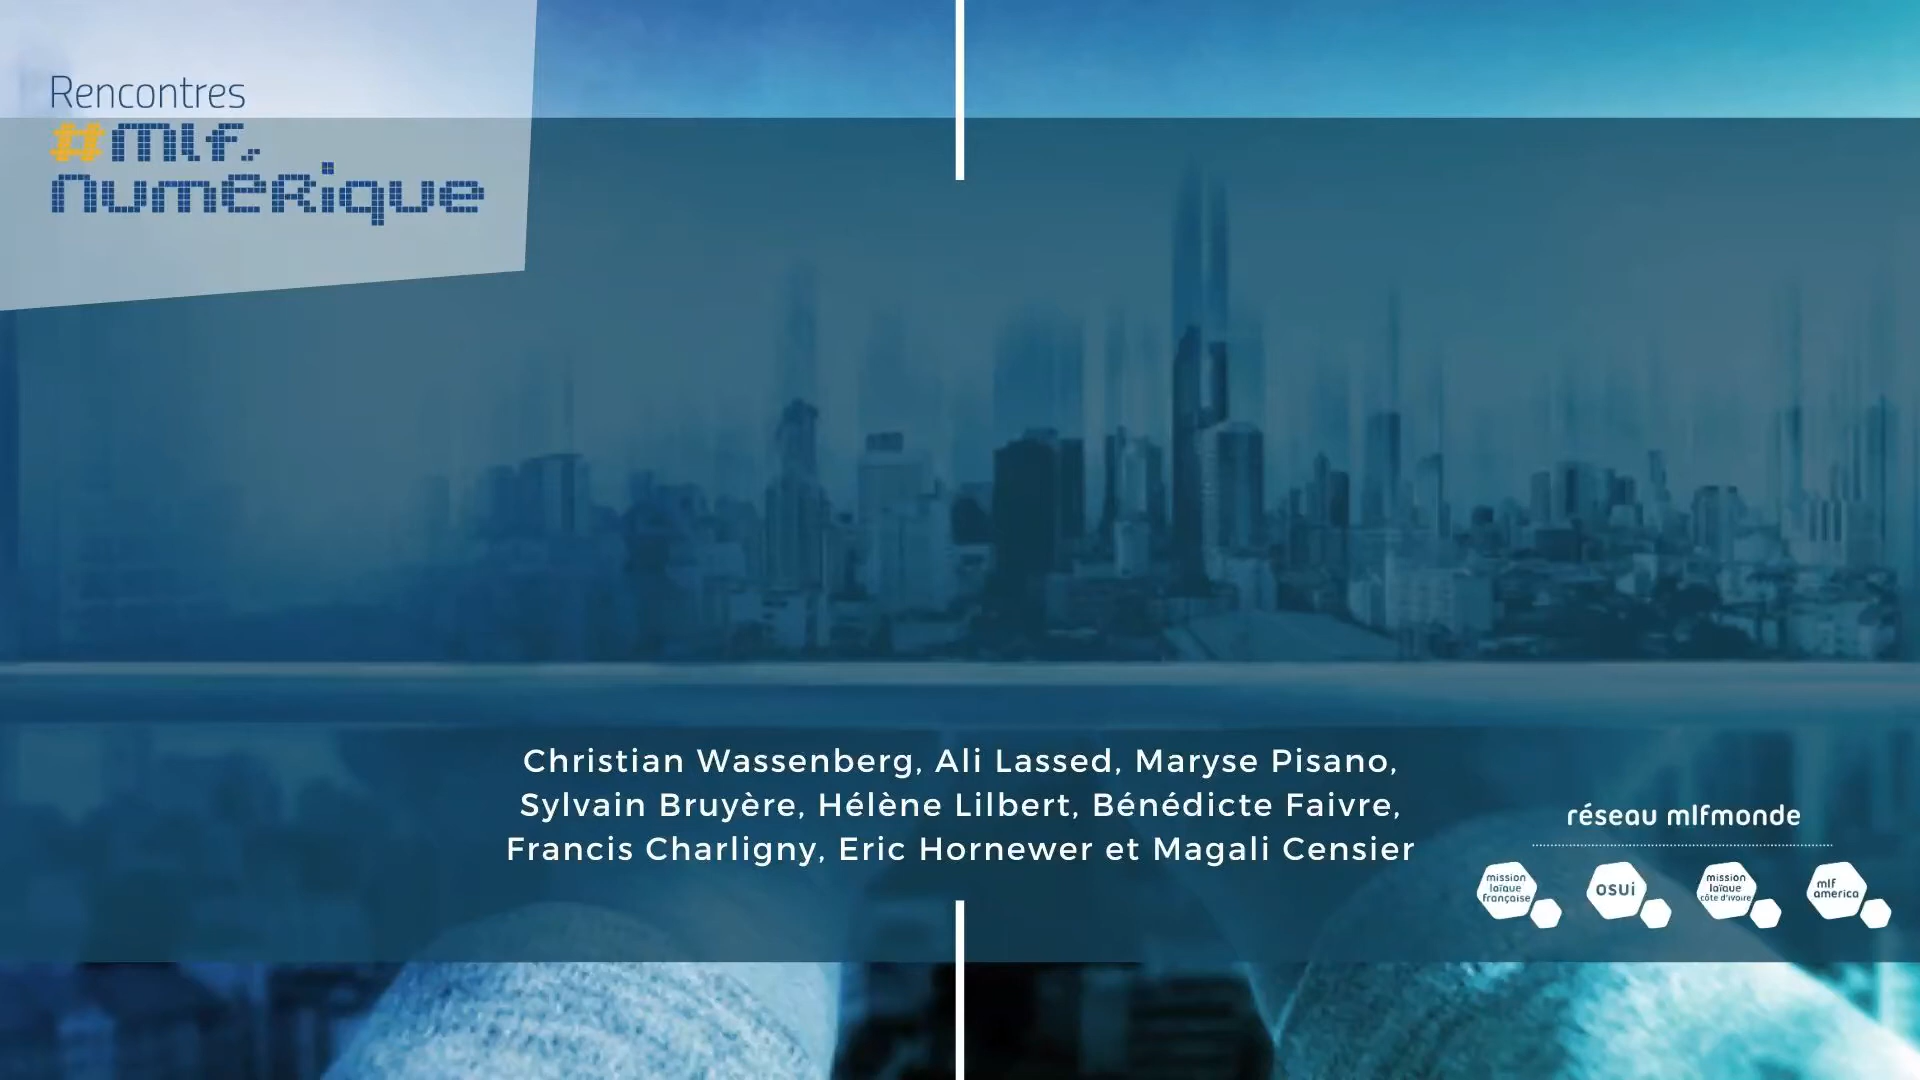 Rencontres
#mlf.
numérique
Christian Wassenberg, Ali Lassed, Maryse Pisano,
Sylvain Bruyère, Hélène Lilbert, Bénédicte Faivre,
Francis Charligny, Eric Hornewer et Magali Censier
réseau mlfmonde
mission
laïque
française
osui
mission
laïque
côte d'ivoire
mlf
america